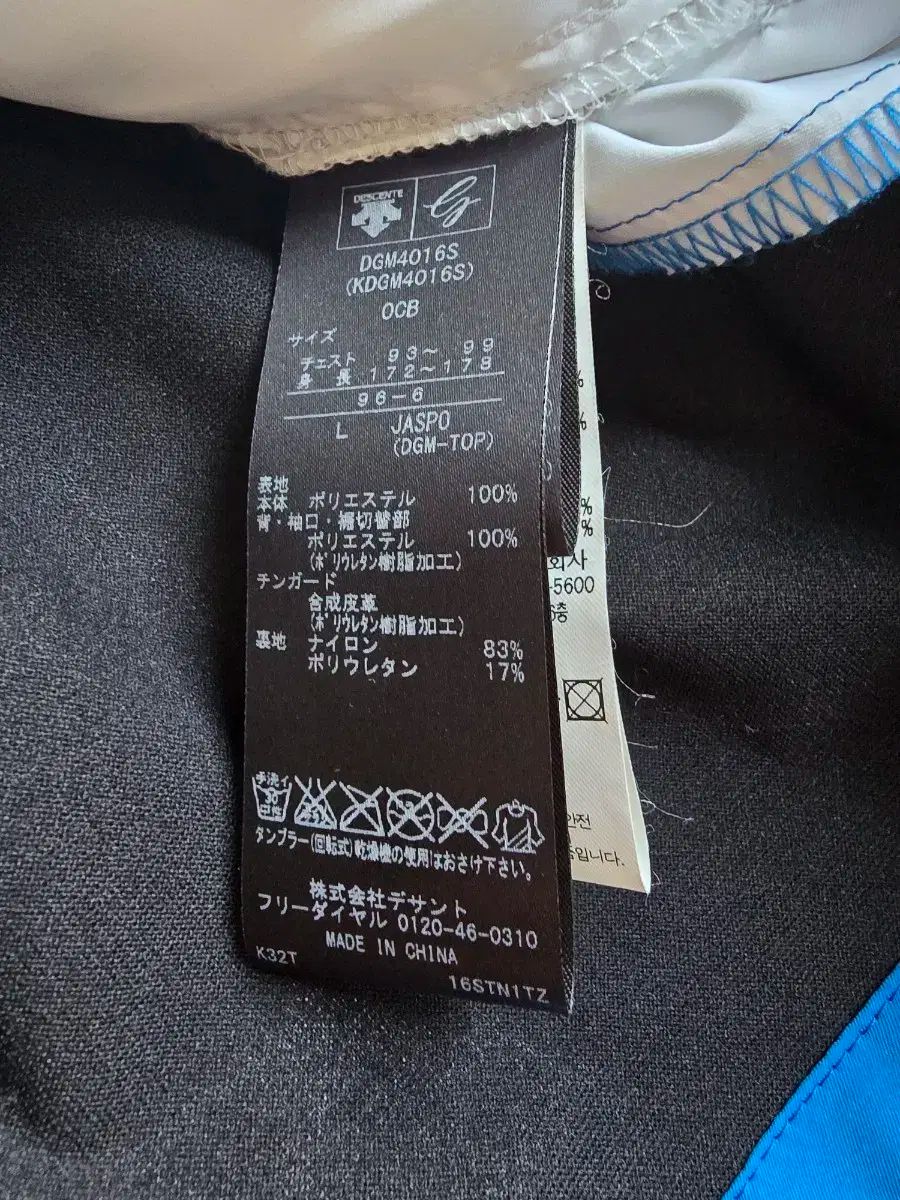 DESCENTE
DGM4016S
(KDGM4016S)
OCB
サイズ
チェスト 93～ 99
身 長 172～178
96-6
L JASPO
(DGM-TOP)
表地
本体 ポリエステル 100%
背・袖口・裾切替部
ポリエステル 100%
(ポリウレタン樹脂加工)
チンガード
合成皮革
(ポリウレタン樹脂加工)
裏地 ナイロン 83%
ポリウレタン 17%
手洗イ
30
タンブラー(回転式)乾燥機の使用はおさけ下さい。
株式会社デサント
フリーダイヤル 0120-46-0310
MADE IN CHINA
K32T
16STN1TZ
%
%
%
%
회사
-5600
층
안전
입니다.